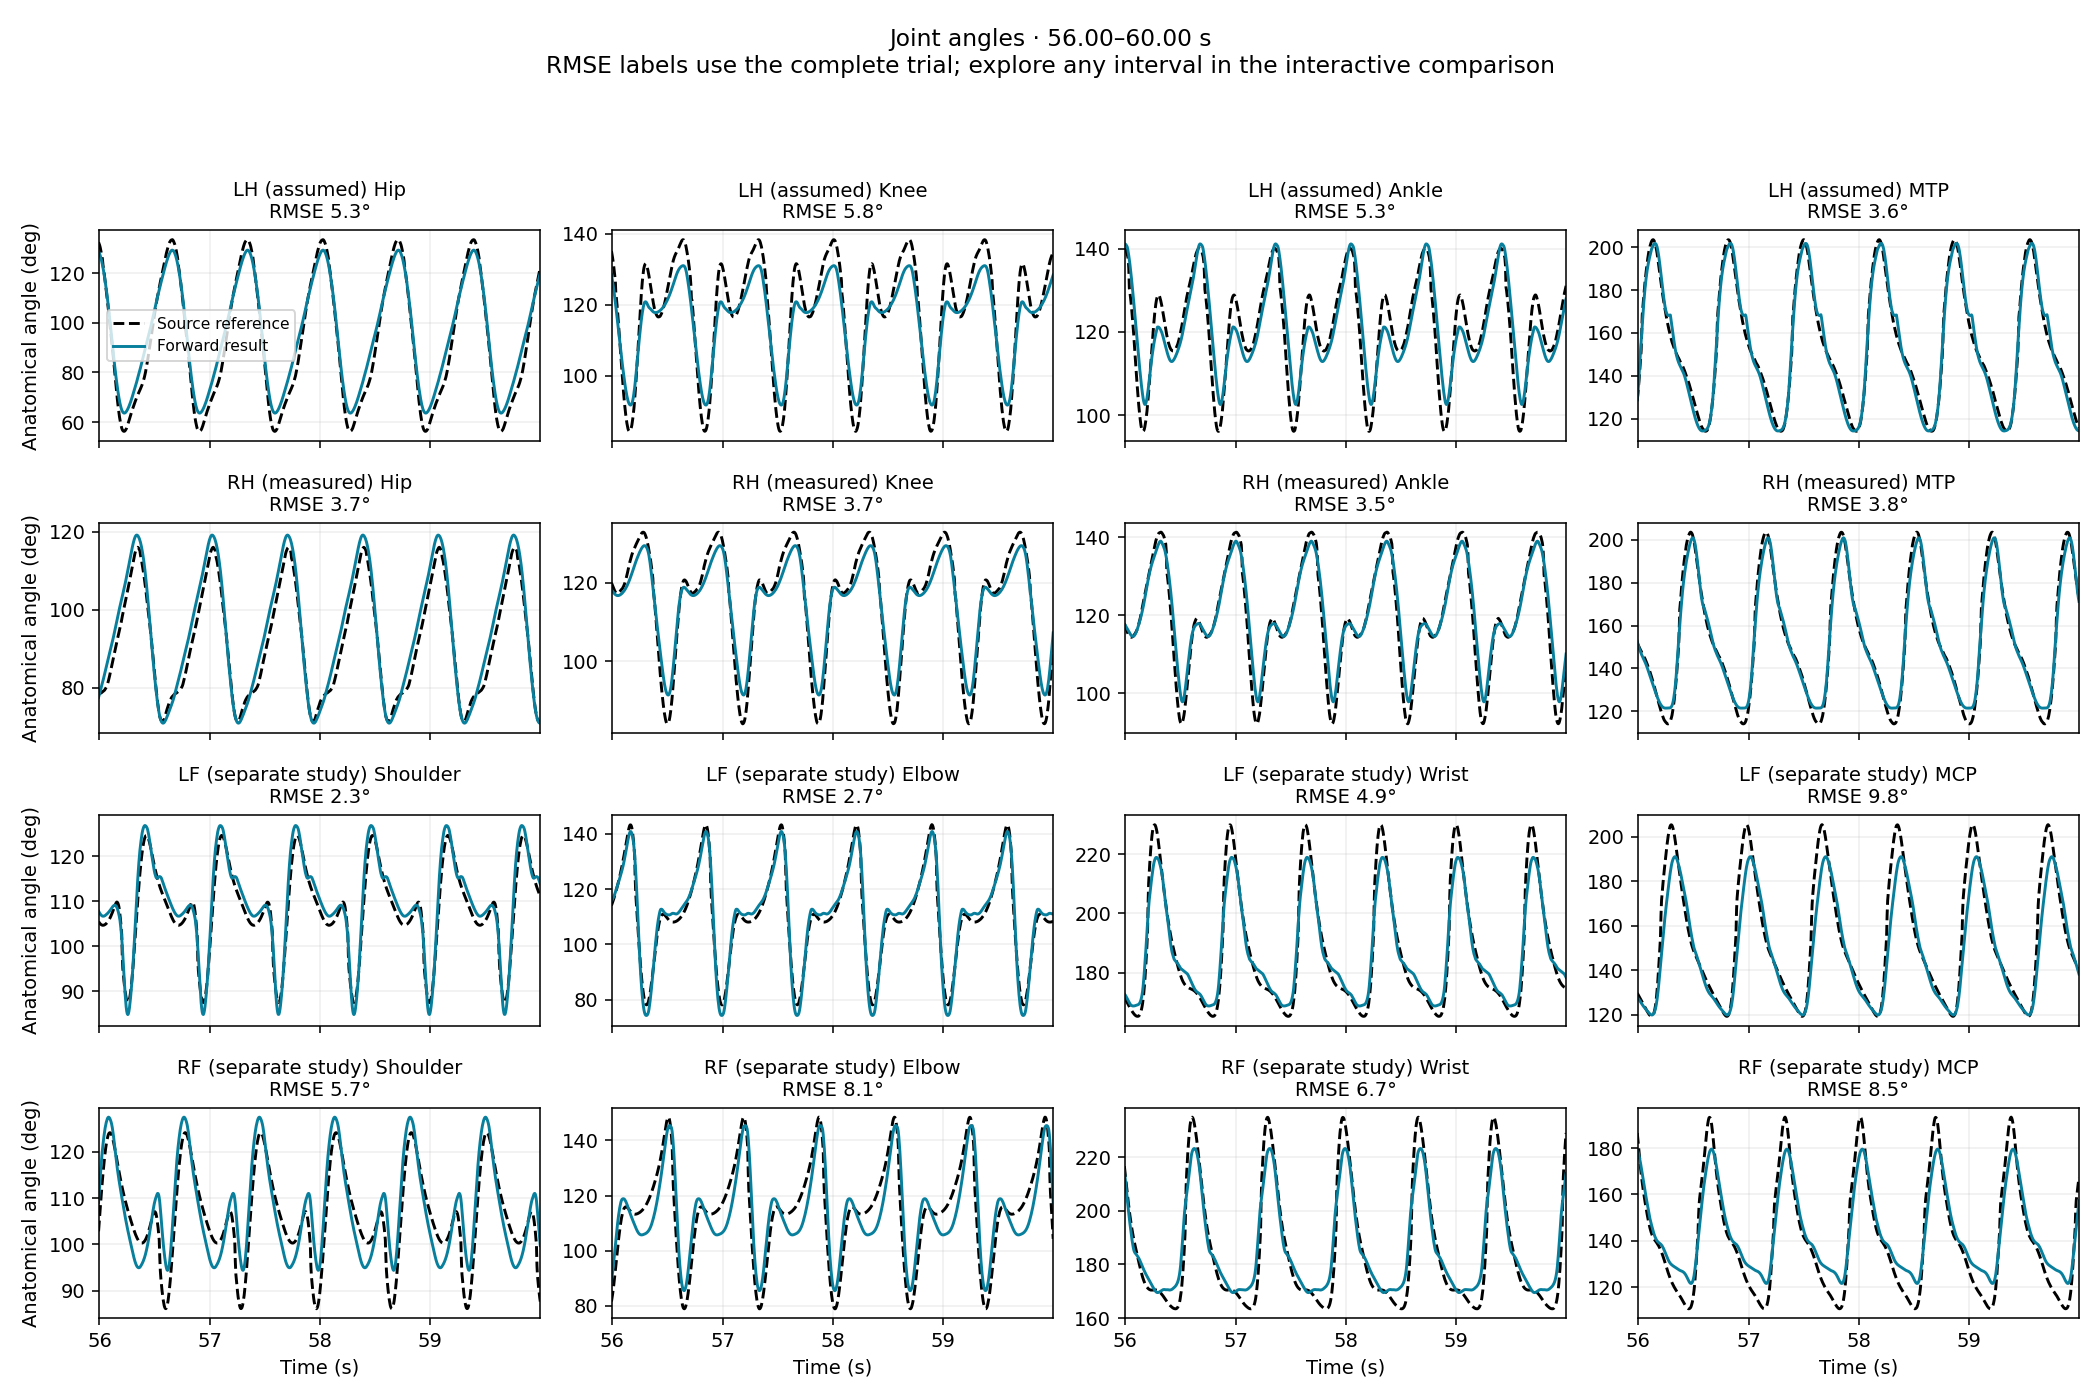 Joint angles · 56.00–60.00 s
RMSE labels use the complete trial; explore any interval in the interactive comparison
LH (assumed) Hip
RMSE 5.3°
LH (assumed) Knee
RMSE 5.8°
LH (assumed) Ankle
RMSE 5.3°
LH (assumed) MTP
RMSE 3.6°
Anatomical angle (deg)
120
100
80
60
Source reference
Forward result
140
120
100
140
120
100
200
180
160
140
120
RH (measured) Hip
RMSE 3.7°
RH (measured) Knee
RMSE 3.7°
RH (measured) Ankle
RMSE 3.5°
RH (measured) MTP
RMSE 3.8°
Anatomical angle (deg)
120
100
80
120
100
140
120
100
200
180
160
140
120
LF (separate study) Shoulder
RMSE 2.3°
LF (separate study) Elbow
RMSE 2.7°
LF (separate study) Wrist
RMSE 4.9°
LF (separate study) MCP
RMSE 9.8°
Anatomical angle (deg)
120
110
100
90
140
120
100
80
220
200
180
200
180
160
140
120
RF (separate study) Shoulder
RMSE 5.7°
RF (separate study) Elbow
RMSE 8.1°
RF (separate study) Wrist
RMSE 6.7°
RF (separate study) MCP
RMSE 8.5°
Anatomical angle (deg)
120
110
100
90
140
120
100
80
220
200
180
160
180
160
140
120
56 57 58 59
56 57 58 59
56 57 58 59
56 57 58 59
Time (s)
Time (s)
Time (s)
Time (s)